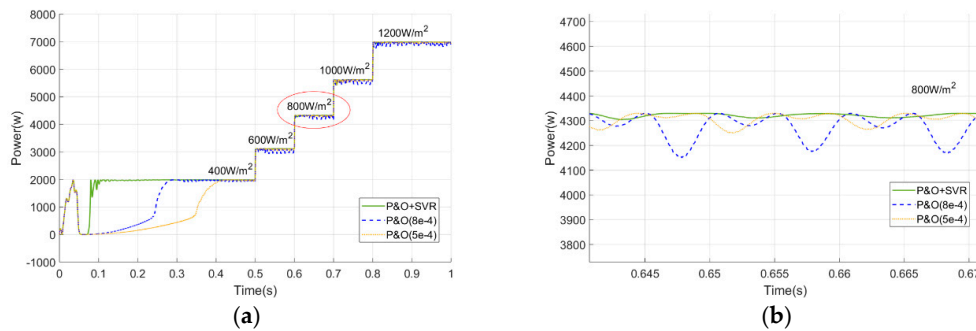 8000
7000
6000
5000
4000
3000
2000
1000
0
-1000
Power(w)
1200W/m2
1000W/m2
800W/m2
600W/m2
400W/m2
P&O+SVR
P&O(8e-4)
P&O(5e-4)
0 0.1 0.2 0.3 0.4 0.5 0.6 0.7 0.8 0.9 1
Time(s)
(a)
4700
4600
4500
4400
4300
4200
4100
4000
3900
3800
Power(w)
800W/m2
P&O+SVR
P&O(8e-4)
P&O(5e-4)
0.645 0.65 0.655 0.66 0.665 0.67
Time(s)
(b)